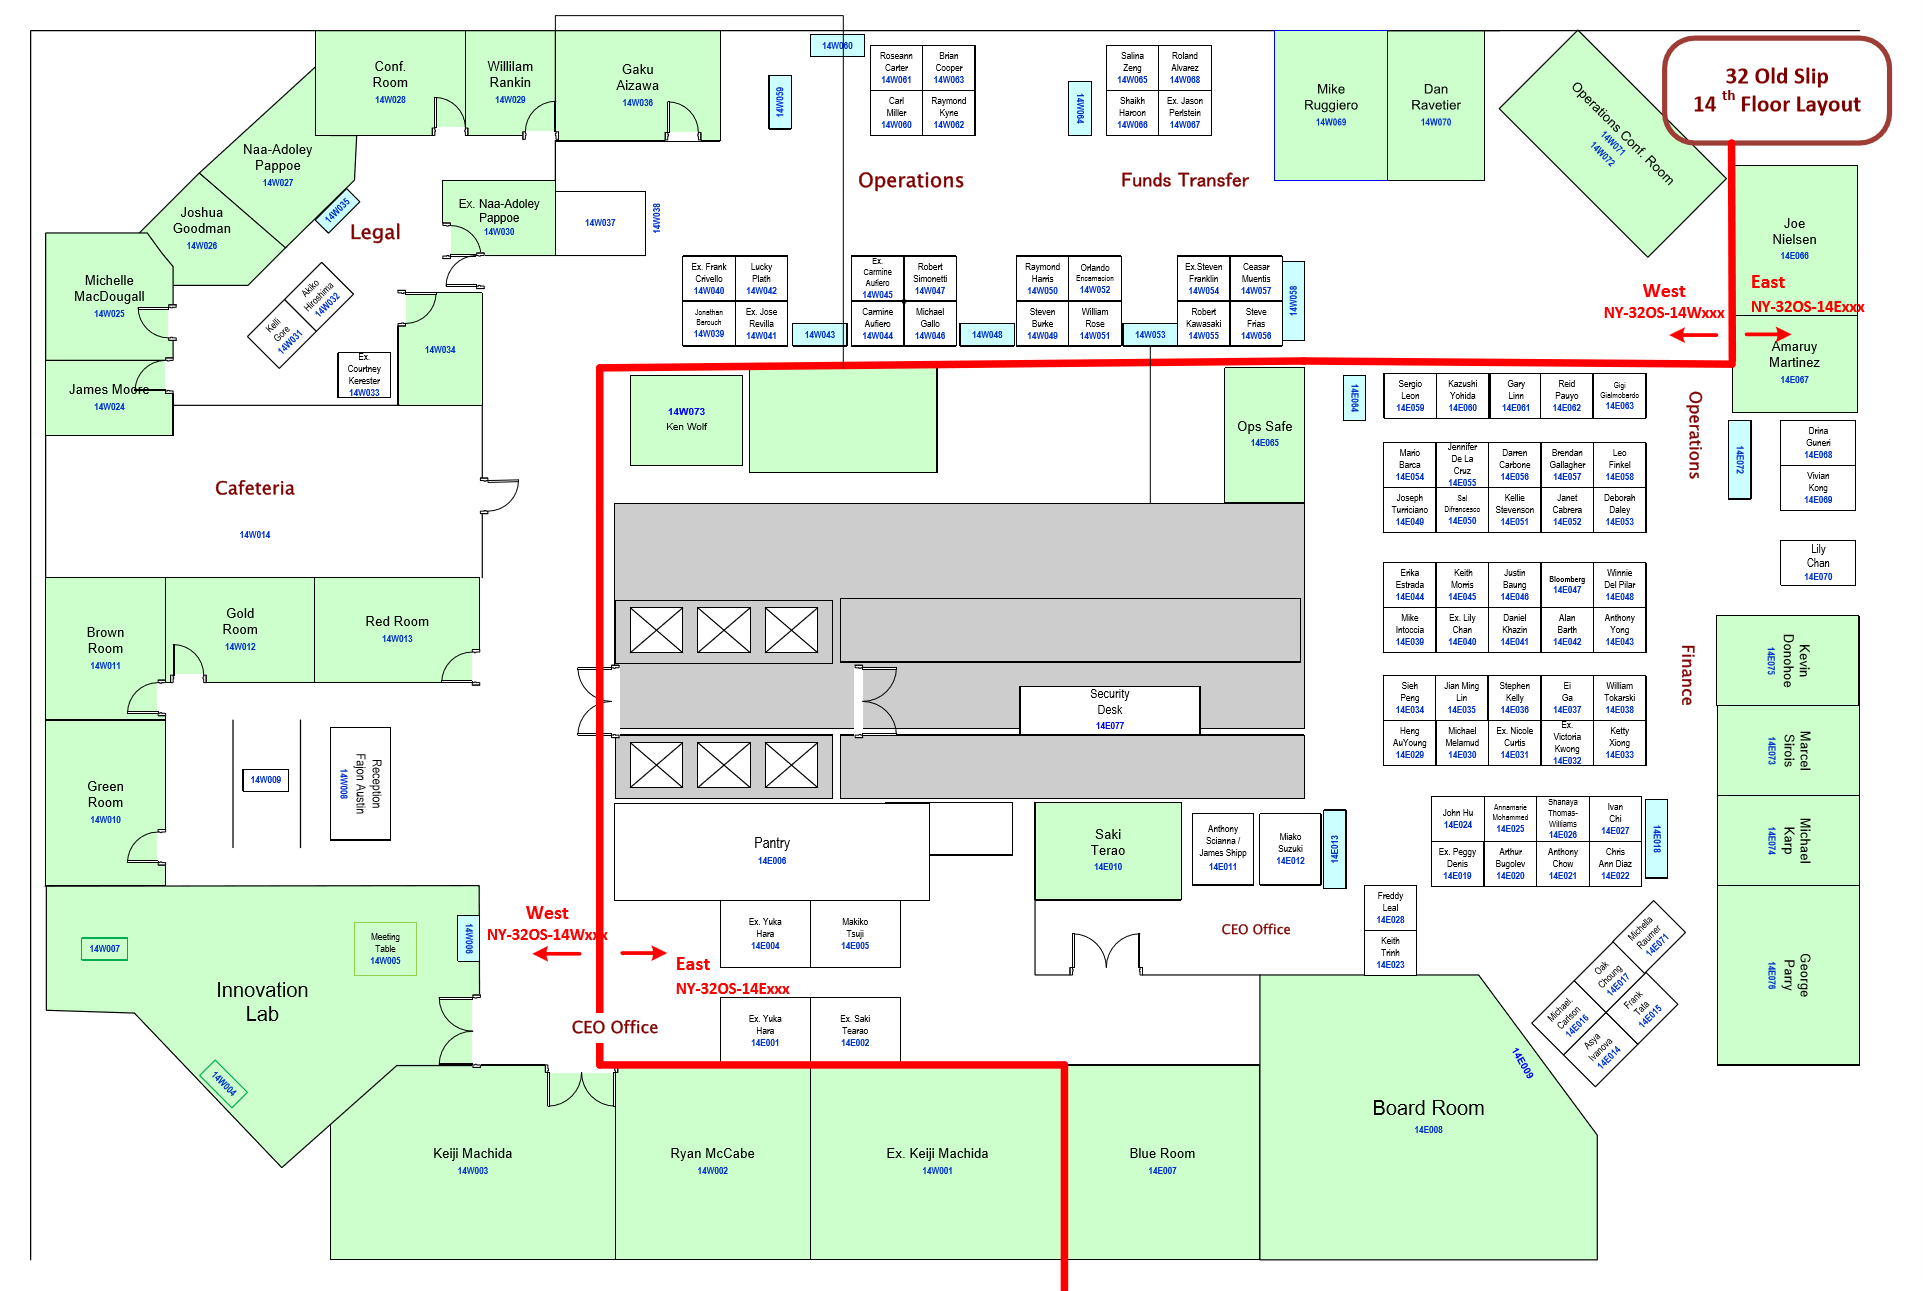 32 Old Slip
14 th Floor Layout
Conf.
Room
14W028
Willilam
Rankin
14W029
Gaku
Aizawa
14W036
14W060
14W059
Roseann
Carter
14W061
Brian
Cooper
14W063
Carl
Miller
14W060
Raymond
Kyne
14W062
14W064
Salina
Zeng
14W065
Roland
Alvarez
14W068
Shaikh
Haroon
14W066
Ex. Jason
Perlstein
14W067
Mike
Ruggiero
14W069
Dan
Ravetier
14W070
Operations Conf. Room
14W071
14W072
Naa-Adoley
Pappoe
14W027
Joshua
Goodman
14W026
14W035
Legal
Ex. Naa-Adoley
Pappoe
14W030
14W037
14W038
Operations
Funds Transfer
Joe
Nielsen
14E066
Michelle
MacDougall
14W025
Akiko
Hiroshima
14W032
Kelli
Gore
14W031
Ex.
Courtney
Kerester
14W033
14W034
James Moore
14W024
Ex. Frank
Crivello
14W040
Lucky
Plath
14W042
Jonathan
Barouch
14W039
Ex. Jose
Revilla
14W041
14W043
Ex.
Carmine
Aufiero
14W045
Robert
Simonetti
14W047
Carmine
Aufiero
14W044
Michael
Gallo
14W046
14W048
Raymond
Harris
14W050
Orlando
Encarnacion
14W052
Steven
Burke
14W049
William
Rose
14W051
14W053
Ex.Steven
Franklin
14W054
Ceasar
Muentis
14W057
Robert
Kawasaki
14W055
Steve
Frias
14W056
14W058
West
NY-32OS-14Wxxx
East
NY-32OS-14Exxx
Amaruy
Martinez
14E067
14W073
Ken Wolf
Ops Safe
14E065
14E064
Sergio
Leon
14E059
Kazushi
Yohida
14E060
Gary
Linn
14E061
Reid
Pauyo
14E062
Gigi
Gialmobardo
14E063
Operations
14E072
Drina
Guneri
14E068
Vivian
Kong
14E069
Lily
Chan
14E070
Mario
Barca
14E054
Jennifer
De La
Cruz
14E055
Darren
Carbone
14E056
Brendan
Gallagher
14E057
Leo
Finkel
14E058
Joseph
Turriciano
14E049
Sal
Difrancesco
14E050
Kellie
Stevenson
14E051
Janet
Cabrera
14E052
Deborah
Daley
14E053
Cafeteria
14W014
Erika
Estrada
14E044
Keith
Morris
14E045
Justin
Baung
14E046
Bloomberg
14E047
Winnie
Del Pilar
14E048
Mike
Intoccia
14E039
Ex. Lily
Chan
14E040
Daniel
Khazin
14E041
Alan
Barth
14E042
Anthony
Yong
14E043
Finance
Kevin
Donohoe
14E075
Brown
Room
14W011
Gold
Room
14W012
Red Room
14W013
Security
Desk
14E077
Sieh
Peng
14E034
Jian Ming
Lin
14E035
Stephen
Kelly
14E036
Ei
Ga
14E037
William
Tokarski
14E038
Heng
AuYoung
14E029
Michael
Melamud
14E030
Ex. Nicole
Curtis
14E031
Ex.
Victoria
Kwong
14E032
Ketty
Xiong
14E033
Marcel
Sirois
14E073
Green
Room
14W010
14W009
Reception
Fajon Austin
14W008
Pantry
14E006
Saki
Terao
14E010
Anthony
Scianna /
James Shipp
14E011
Miako
Suzuki
14E012
14E013
John Hu
14E024
Annamarie
Mohammed
14E025
Shanaya
Thomas-
Williams
14E026
Ivan
Chi
14E027
Ex. Peggy
Denis
14E019
Arthur
Bugolev
14E020
Anthony
Chow
14E021
Chris
Ann Diaz
14E022
14E018
Michael
Karp
14E074
Freddy
Leal
14E028
Keith
Trinh
14E023
CEO Office
14W007
Meeting
Table
14W005
14W006
Innovation
Lab
14W004
West
NY-32OS-14Wxxx
East
NY-32OS-14Exxx
Ex. Yuka
Hara
14E004
Makiko
Tsuji
14E005
CEO Office
Ex. Yuka
Hara
14E001
Ex. Saki
Tearao
14E002
Michella
Raumer
14E071
Oak
Choung
14E017
Frank
Tata
14E015
Michael.
Carlson
14E016
Asya
Ivanova
14E014
George
Parry
14E076
14E009
Board Room
14E008
Keiji Machida
14W003
Ryan McCabe
14W002
Ex. Keiji Machida
14W001
Blue Room
14E007